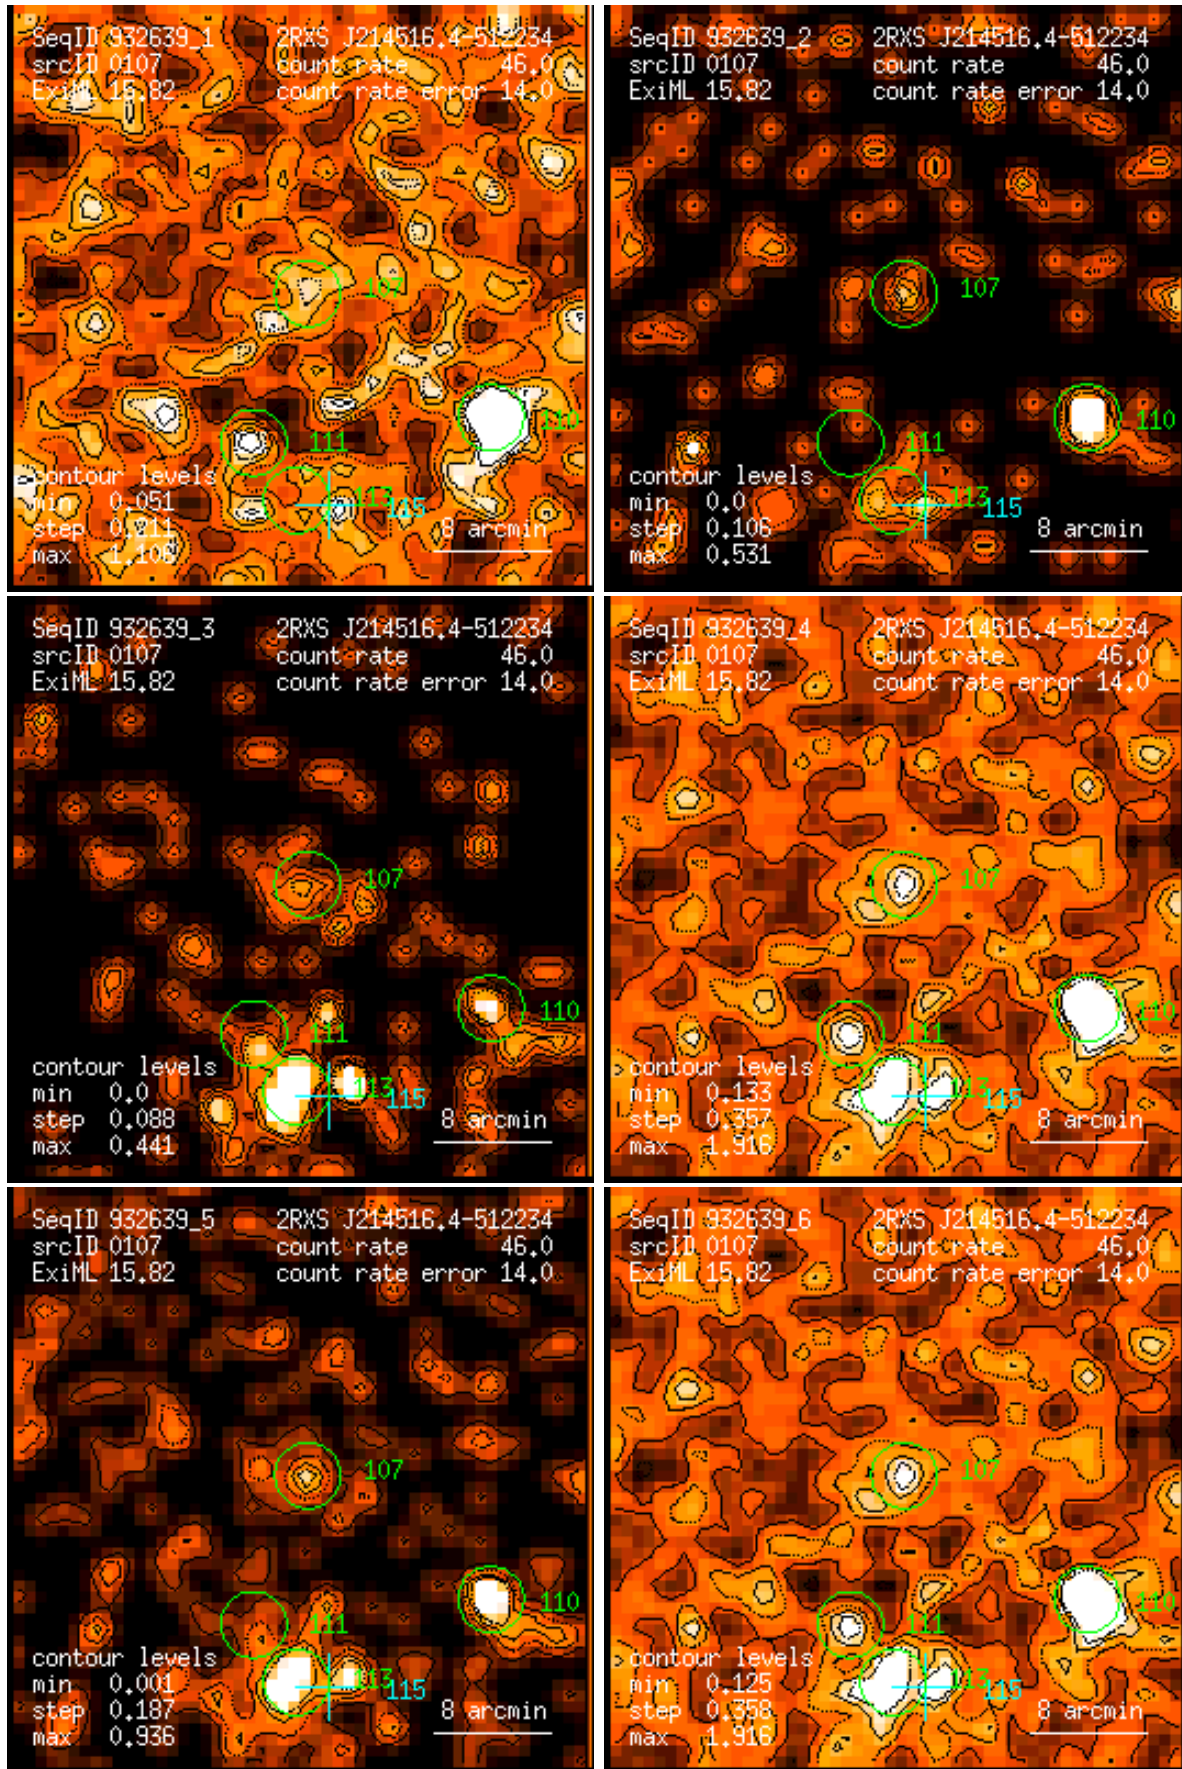 SeqID 932639_1 2RXS J214516.4-512234
srcID 0107 count rate 46.0
ExiML 15.82 count rate error 14.0
107
110
111
contour levels
113
115
min 0.051
step 0.211
8 arcmin
max 1.106
SeqID 932639_2 2RXS J214516.4-512234
srcID 0107 count rate 46.0
ExiML 15.82 count rate error 14.0
107
110
111
contour levels
113
115
min 0.0
step 0.106
8 arcmin
max 0.531
SeqID 932639_3 2RXS J214516.4-512234
srcID 0107 count rate 46.0
ExiML 15.82 count rate error 14.0
107
110
111
contour levels
113
115
min 0.0
step 0.088
8 arcmin
max 0.441
SeqID 932639_4 2RXS J214516.4-512234
srcID 0107 count rate 46.0
ExiML 15.82 count rate error 14.0
107
110
111
contour levels
113
115
min 0.133
step 0.357
8 arcmin
max 1.916
SeqID 932639_5 2RXS J214516.4-512234
srcID 0107 count rate 46.0
ExiML 15.82 count rate error 14.0
107
110
111
contour levels
113
115
min 0.001
step 0.187
8 arcmin
max 0.936
SeqID 932639_6 2RXS J214516.4-512234
srcID 0107 count rate 46.0
ExiML 15.82 count rate error 14.0
107
110
111
contour levels
113
115
min 0.125
step 0.358
8 arcmin
max 1.916